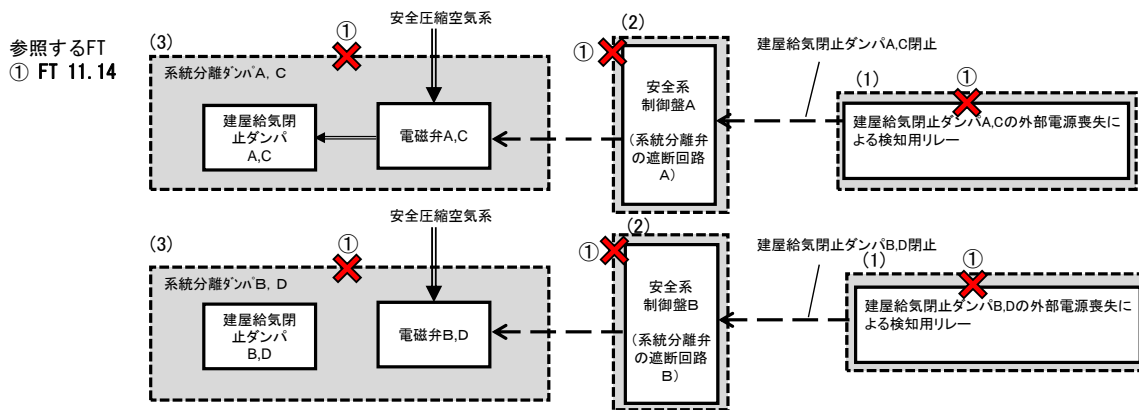 参照するFT
① FT 11.14
(3)
①
安全圧縮空気系
系統分離ﾀﾞﾝﾊﾟA, C
建屋給気閉
止ダンパ
A,C
電磁弁A,C
(2)
①
安全系
制御盤A
(系統分離弁
の遮断回路
A)
建屋給気閉止ダンパA,C閉止
(1)
①
建屋給気閉止ダンパA,Cの外部電源喪失に
よる検知用リレー
(3)
①
安全圧縮空気系
系統分離ﾀﾞﾝﾊﾟB, D
建屋給気閉
止ダンパ
B,D
電磁弁B,D
(2)
①
安全系
制御盤B
(系統分離弁
の遮断回路
B)
建屋給気閉止ダンパB,D閉止
(1)
①
建屋給気閉止ダンパB,Dの外部電源喪失
による検知用リレー